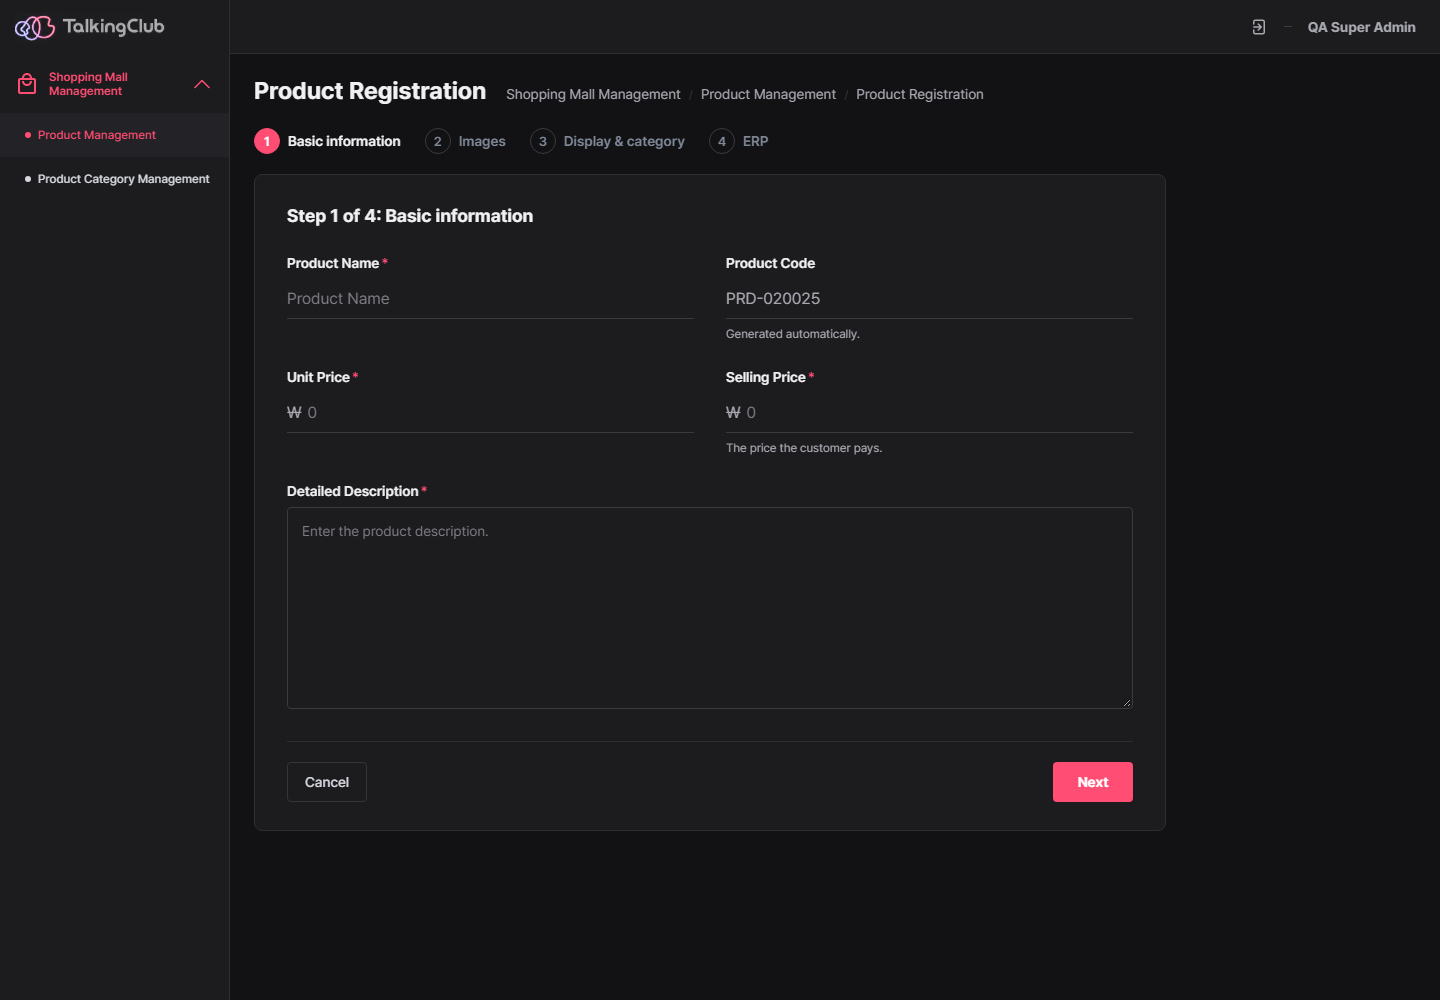 TalkingClub
QA Super Admin
Shopping Mall
Management
Product Management
Product Category Management
Product Registration
Shopping Mall Management / Product Management / Product Registration
1 Basic information 2 Images 3 Display & category 4 ERP
Step 1 of 4: Basic information
Product Name *
Product Name
Product Code
PRD-020025
Generated automatically.
Unit Price *
₩ 0
Selling Price *
₩ 0
The price the customer pays.
Detailed Description *
Enter the product description.
Cancel
Next